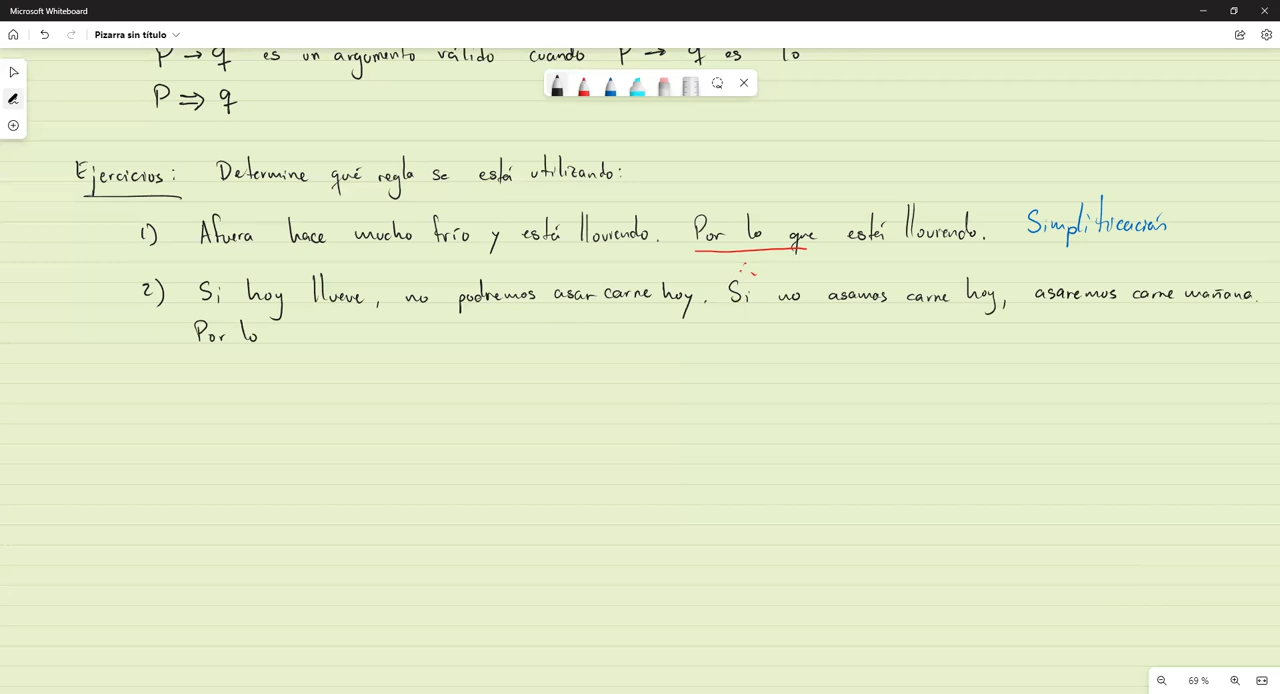 Microsoft Whiteboard
Pizarra sin título
P → q es un argumento válido cuando P → q es lo
P ⇒ q
Ejercicios: Determine qué regla se está utilizando:
1) Afuera hace mucho frío y está lloviendo. Por lo que está lloviendo. Simplificación
∴
2) Si hoy llueve, no podremos asar carne hoy. Si no asamos carne hoy, asaremos carne mañana.
Por lo
69 %